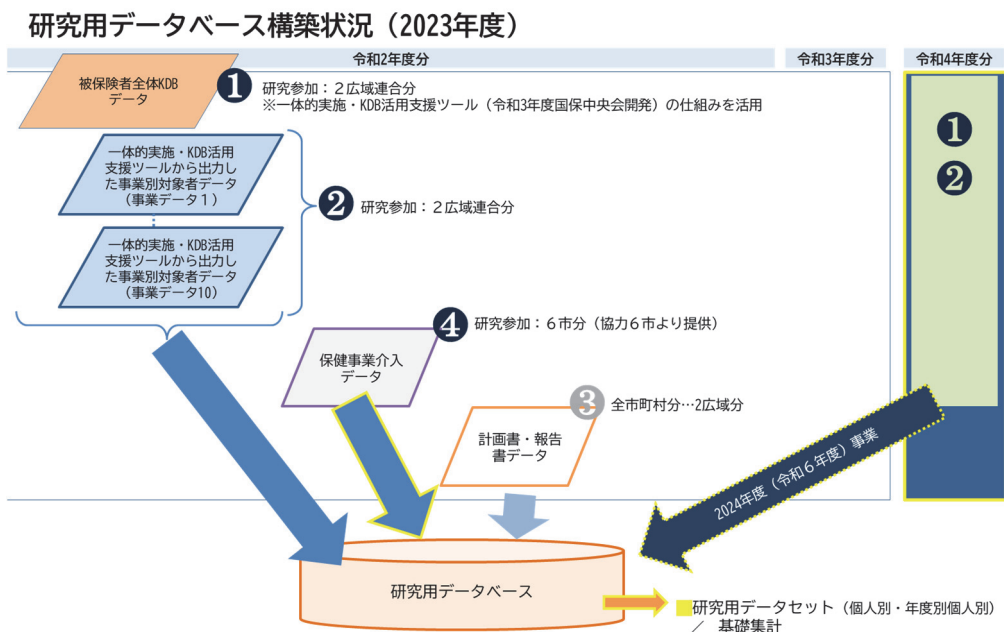 研究用データベース構築状況（2023年度）
令和2年度分
令和3年度分
令和4年度分
被保険者全体KDB
データ
❶
研究参加：２広域連合分
※一体的実施・KDB活用支援ツール（令和3年度国保中央会開発）の仕組みを活用
一体的実施・KDB活用
支援ツールから出力し
た事業別対象者データ
（事業データ１）
一体的実施・KDB活用
支援ツールから出力し
た事業別対象者データ
（事業データ10）
❷
研究参加：２広域連合分
❶
❷
❹
研究参加：６市分（協力６市より提供）
保健事業介入
データ
❸
全市町村分…2広域分
計画書・報告
書データ
2024年度（令和６年度）事業
研究用データベース
研究用データセット（個人別・年度別個人別）
／ 基礎集計